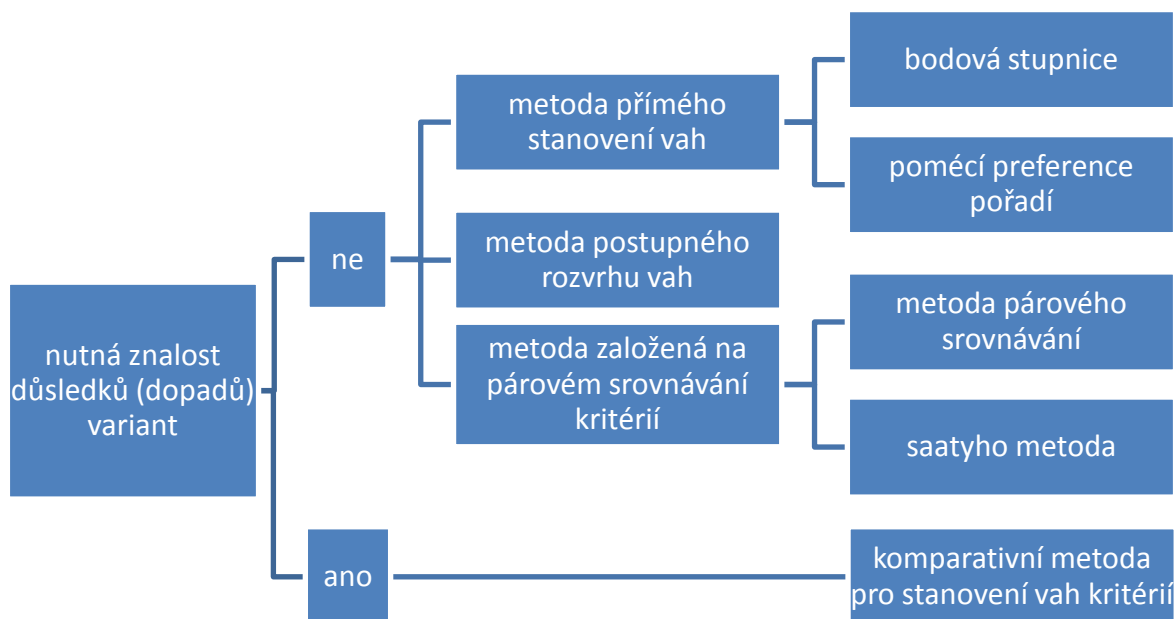 nutná znalost
důsledků (dopadů)
variant
ne
metoda přímého
stanovení vah
bodová stupnice
poměcí preference
pořadí
metoda postupného
rozvrhu vah
metoda založená na
párovém srovnávání
kritérií
metoda párového
srovnávání
saatyho metoda
ano
komparativní metoda
pro stanovení vah kritérií